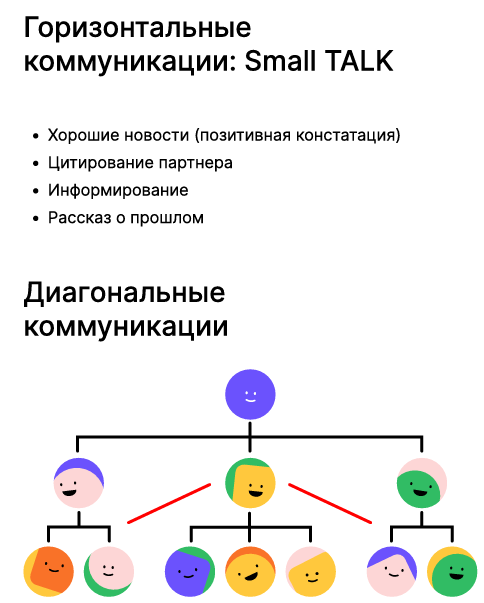 Горизонтальные
коммуникации: Small TALK
• Хорошие новости (позитивная констатация)
• Цитирование партнера
• Информирование
• Рассказ о прошлом
Диагональные
коммуникации